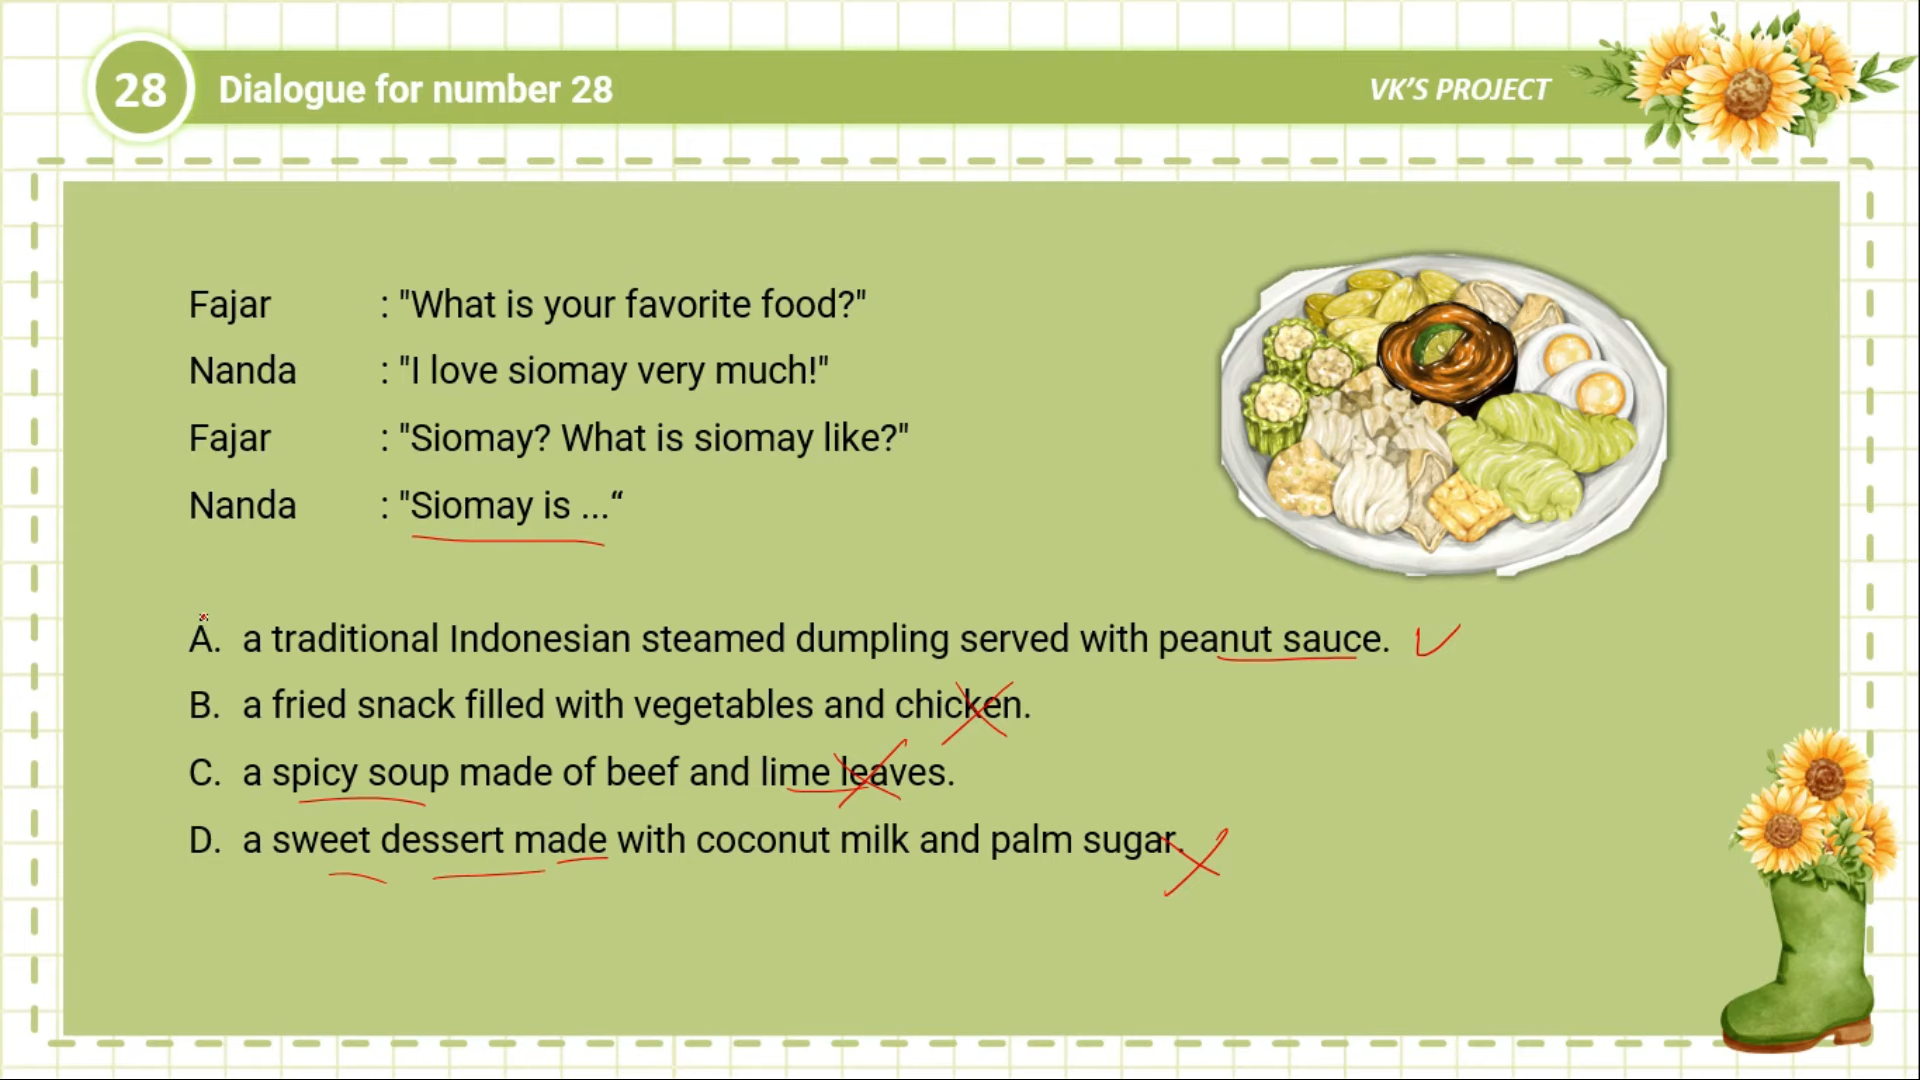 28 Dialogue for number 28 VK'S PROJECT
Fajar : "What is your favorite food?"
Nanda : "I love siomay very much!"
Fajar : "Siomay? What is siomay like?"
Nanda : "Siomay is ...“
A. a traditional Indonesian steamed dumpling served with peanut sauce.
B. a fried snack filled with vegetables and chicken.
C. a spicy soup made of beef and lime leaves.
D. a sweet dessert made with coconut milk and palm sugar.